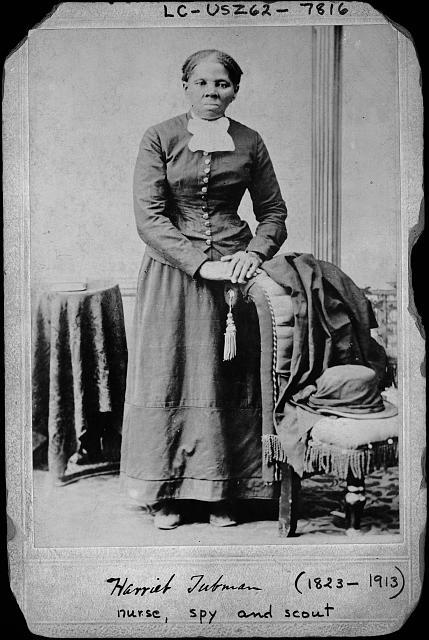 LC-USZ62-7816
Harriet Tubman (1823-1913)
nurse, spy and scout